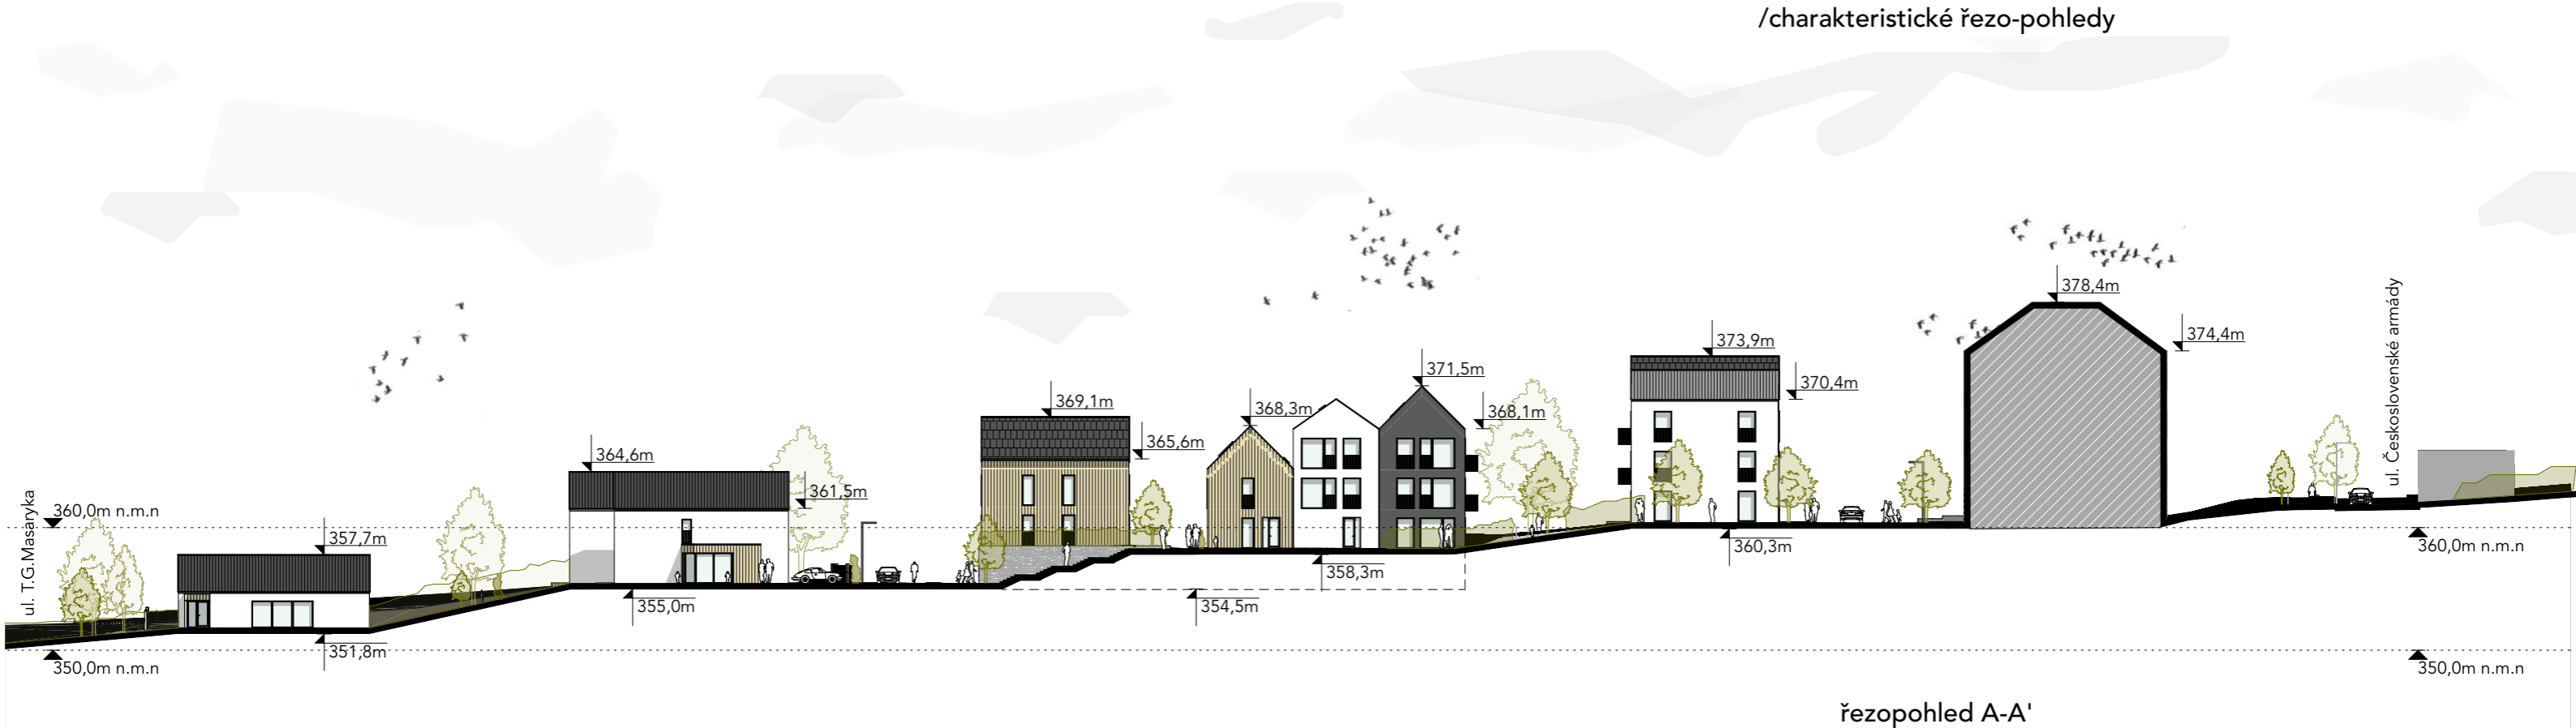 /charakteristické řezo-pohledy
378,4m
ul. Československé armády
374,4m
373,9m
371,5m
370,4m
369,1m
368,3m
368,1m
365,6m
364,6m
361,5m
ul. T.G.Masaryka
360,0m n.m.n
357,7m
360,3m
360,0m n.m.n
358,3m
355,0m
354,5m
351,8m
350,0m n.m.n
350,0m n.m.n
řezopohled A-A'